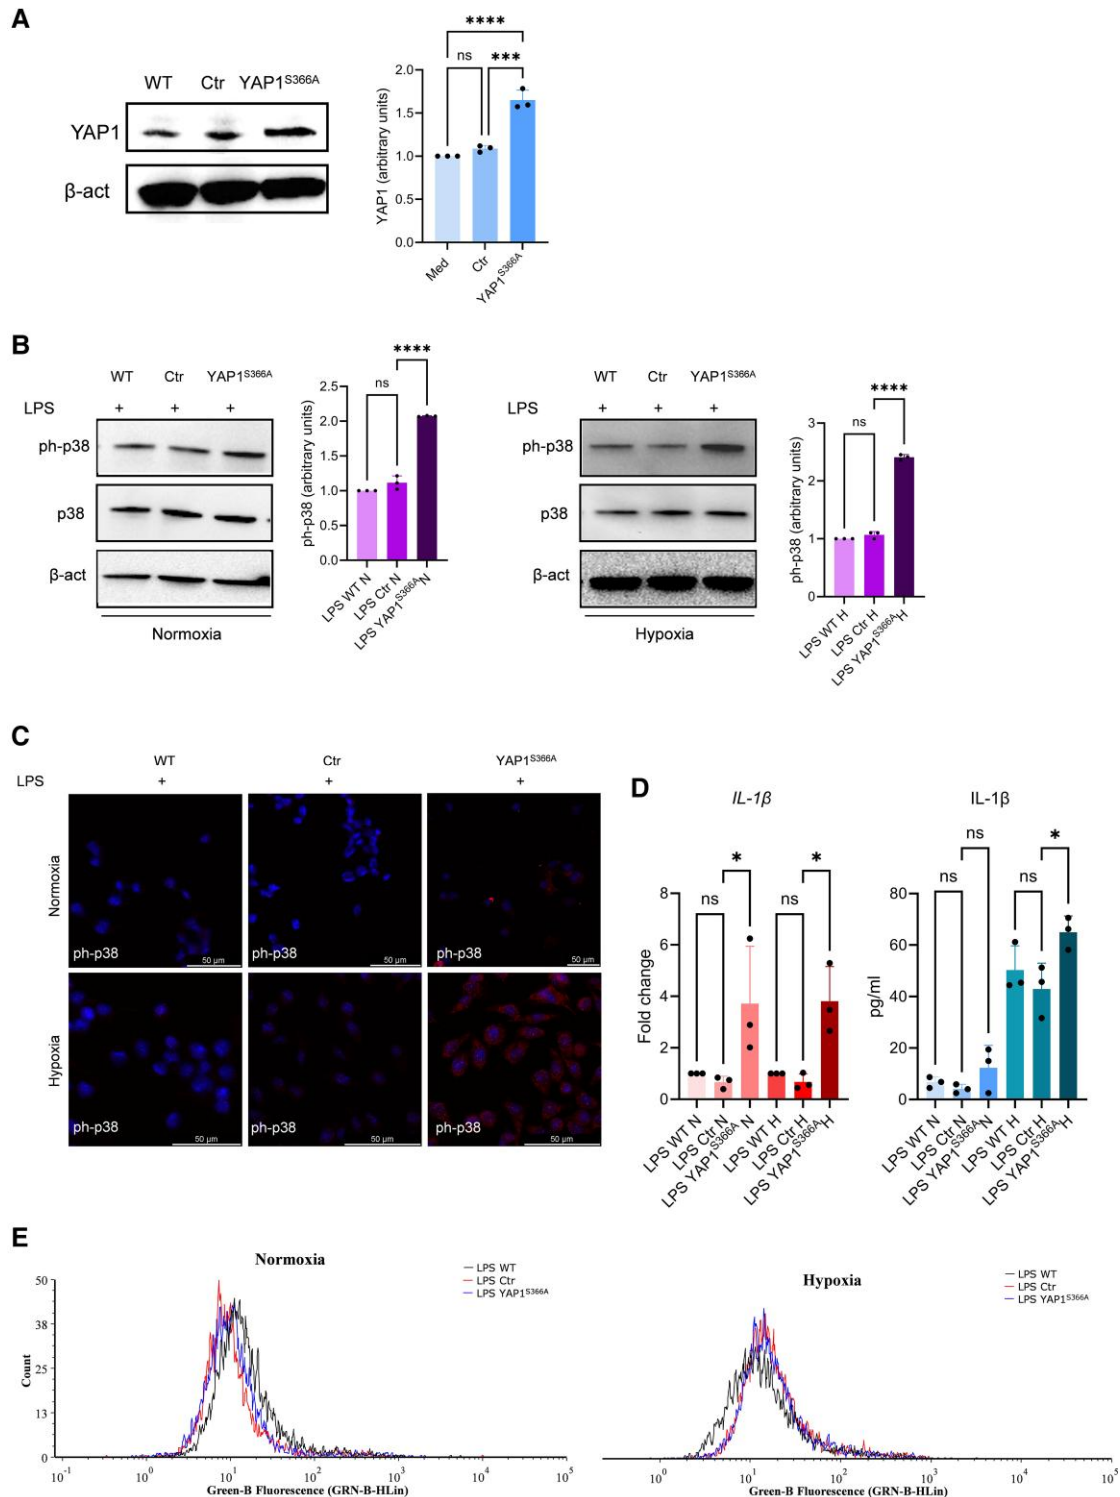 A
WT Ctr YAP1S366A
YAP1
β-act
**** 
ns ***
2.0
1.5
1.0
0.5
0.0
YAP1 (arbitrary units)
Med
Ctr
YAP1S366A
B
WT Ctr YAP1S366A
LPS + + +
ph-p38
p38
β-act
Normoxia
****
ns
2.5
2.0
1.5
1.0
0.5
0.0
ph-p38 (arbitrary units)
LPS WT N
LPS Ctr N
LPS YAP1S366A N
WT Ctr YAP1S366A
LPS + + +
ph-p38
p38
β-act
Hypoxia
****
ns
3
2
1
0
ph-p38 (arbitrary units)
LPS WT H
LPS Ctr H
LPS YAP1S366A H
C
WT Ctr YAP1S366A
LPS + + +
Normoxia
ph-p38 50 μm
ph-p38 50 μm
ph-p38 50 μm
Hypoxia
ph-p38 50 μm
ph-p38 50 μm
ph-p38 50 μm
D
IL-1β
* *
ns ns
8
6
4
2
0
Fold change
LPS WT N
LPS Ctr N
LPS YAP1S366A N
LPS WT H
LPS Ctr H
LPS YAP1S366A H
IL-1β
ns *
ns ns
80
60
40
20
0
pg/ml
LPS WT N
LPS Ctr N
LPS YAP1S366A N
LPS WT H
LPS Ctr H
LPS YAP1S366A H
E
Normoxia
LPS WT
LPS Ctr
LPS YAP1S366A
50
38
25
13
0
Count
10-1 100 101 102 103 104 105
Green-B Fluorescence (GRN-B-HLin)
Hypoxia
LPS WT
LPS Ctr
LPS YAP1S366A
100 101 102 103 104 105
Green-B Fluorescence (GRN-B-HLin)